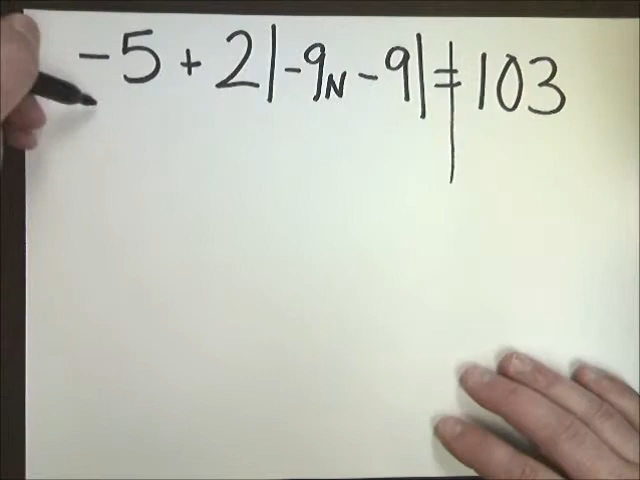 -5 + 2|-9N - 9| = 103